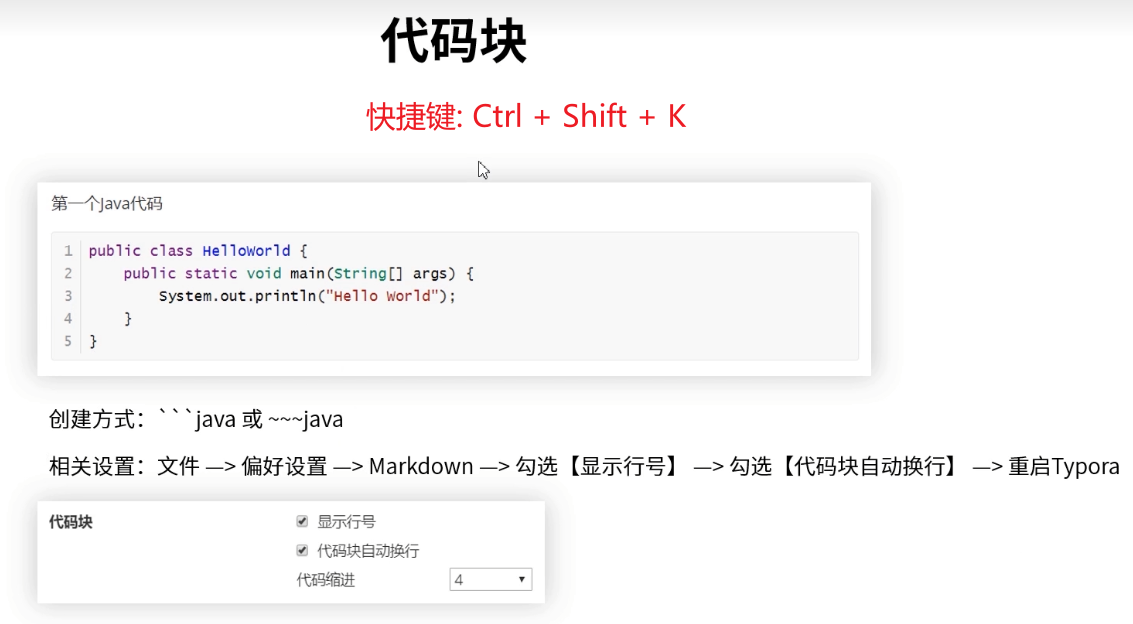 代码块
快捷键: Ctrl + Shift + K
第一个Java代码
1 public class HelloWorld {
2     public static void main(String[] args) {
3         System.out.println("Hello World");
4     }
5 }
创建方式：```java 或 ~~~java
相关设置：文件 —> 偏好设置 —> Markdown —> 勾选【显示行号】 —> 勾选【代码块自动换行】 —> 重启Typora
代码块 显示行号
代码块自动换行
代码缩进 4